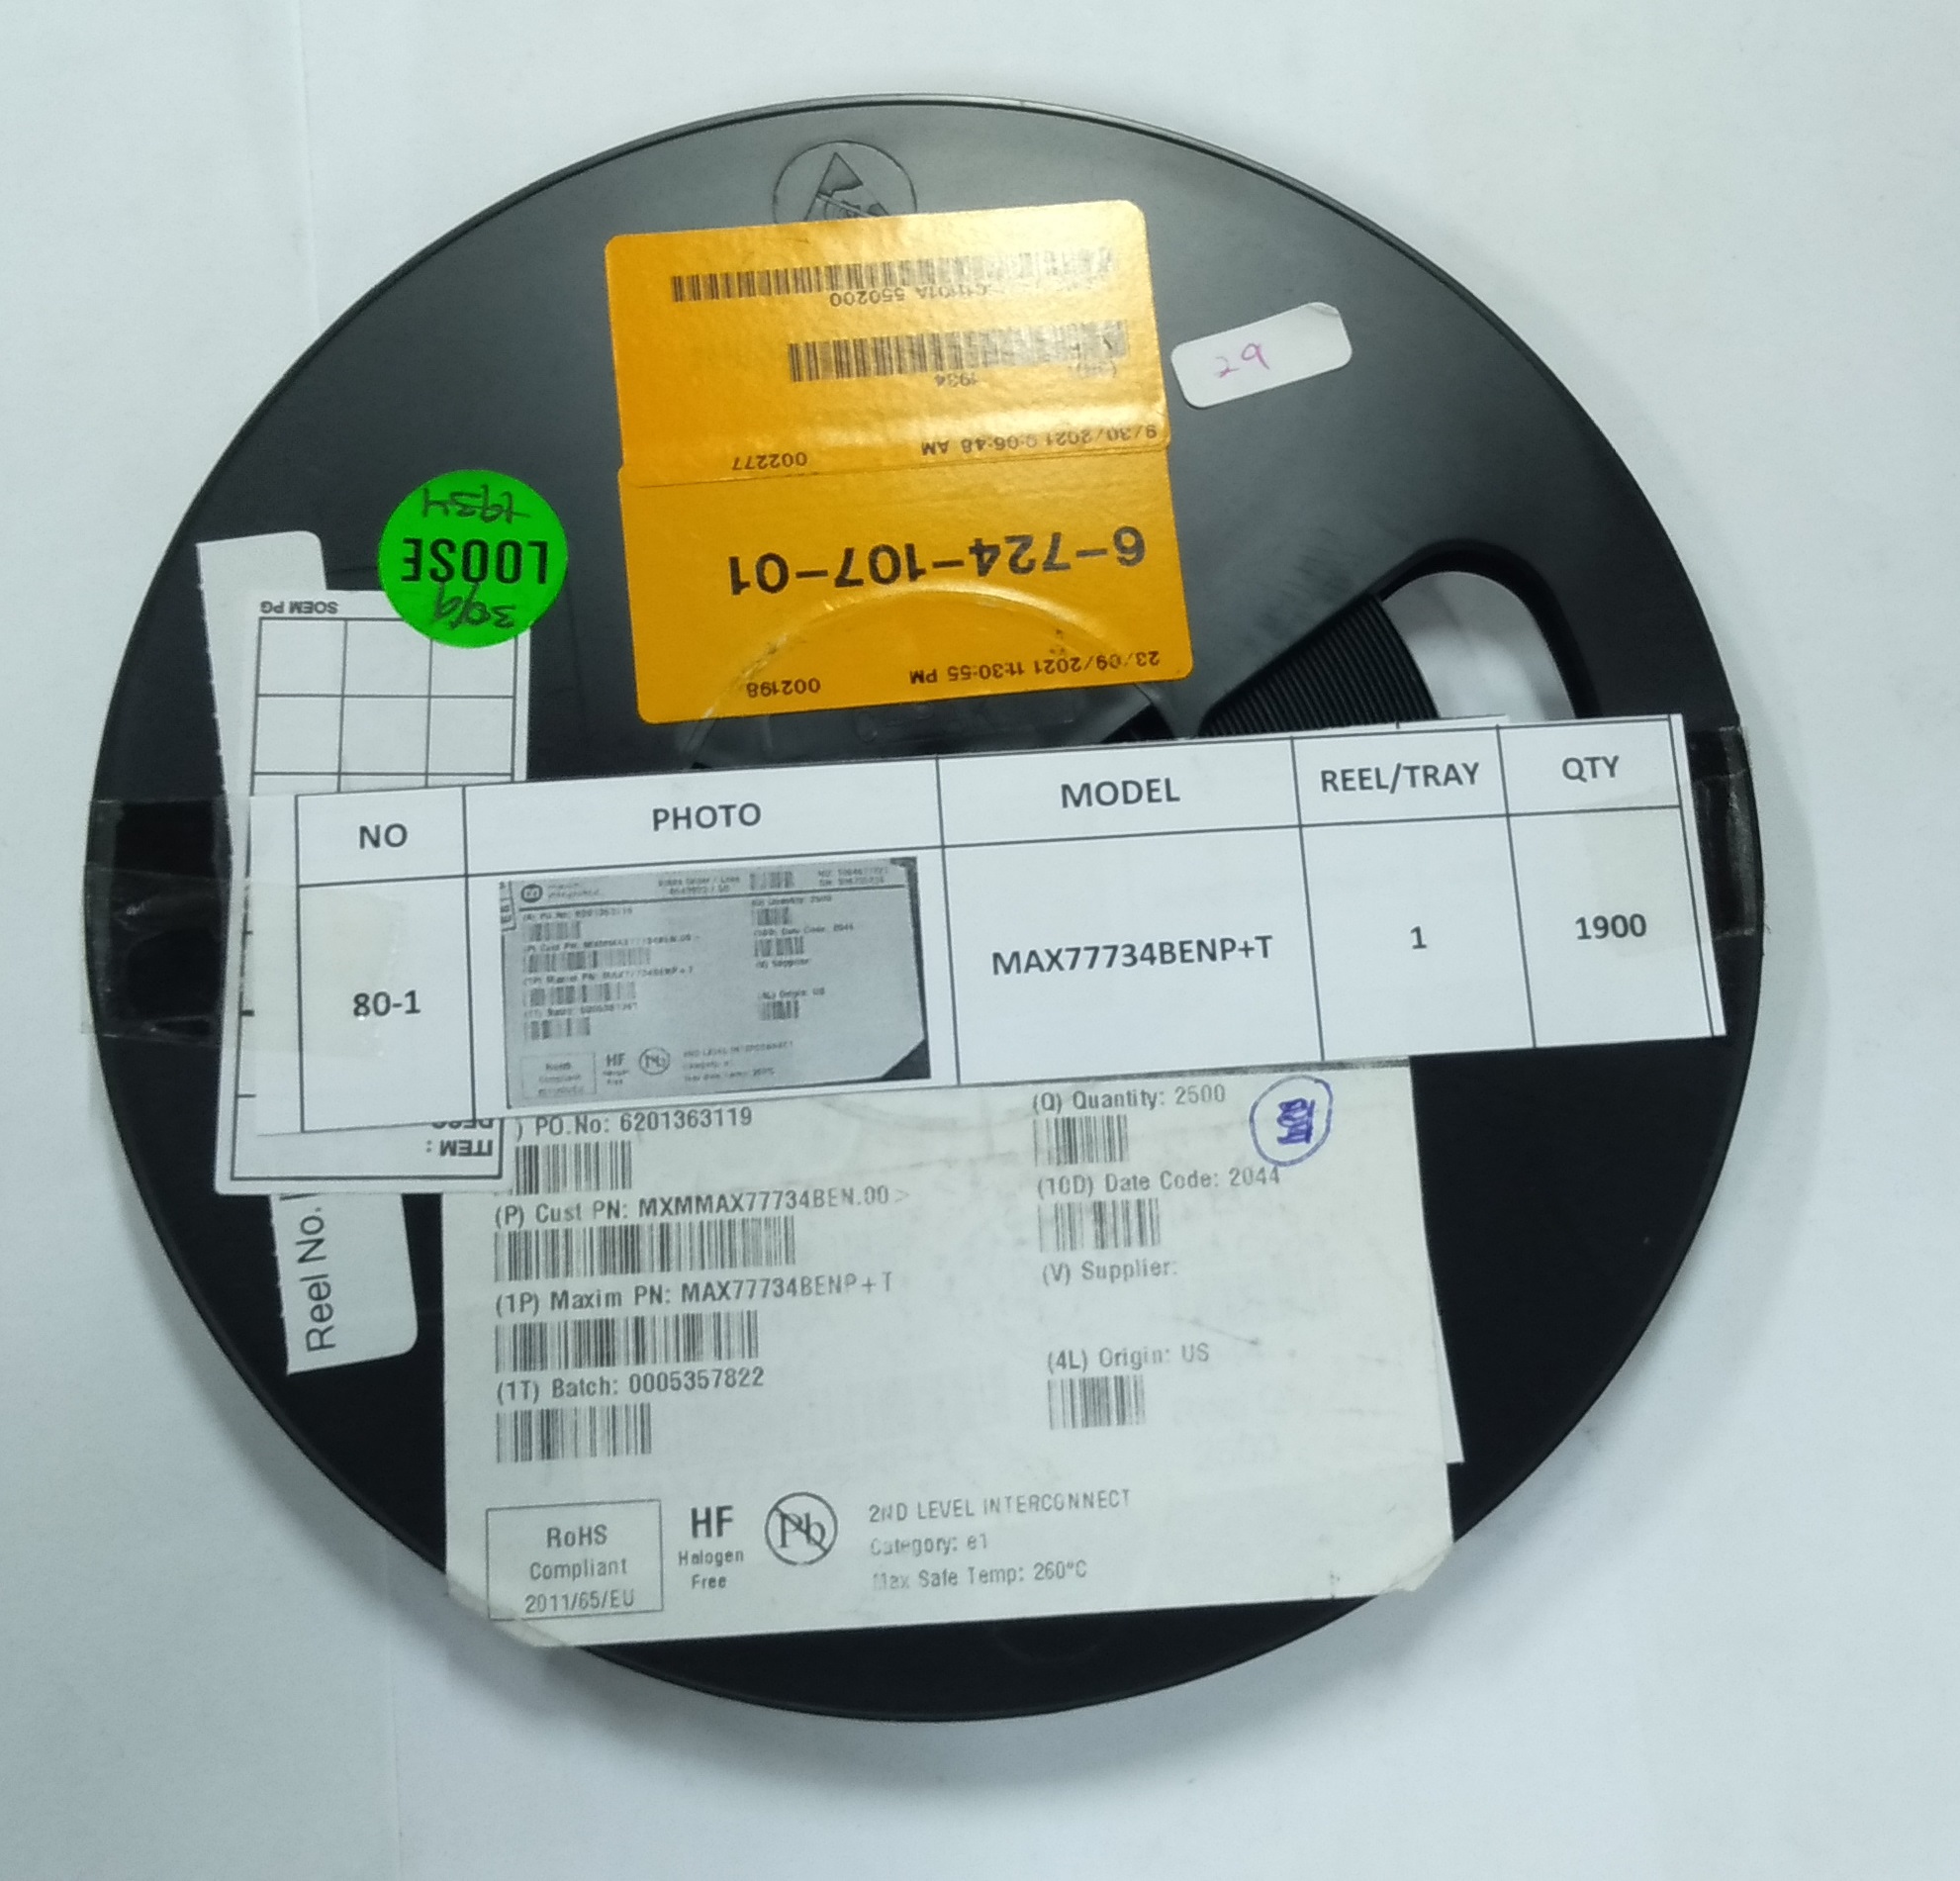 550200
1934
9/30/2021 9:06:48 AM 002277
6-724-107-01
23/09/2021 11:30:55 PM 002198
29
1934
LOOSE
30/9
SOEM PG
NO PHOTO MODEL REEL/TRAY QTY
80-1 MAX77734BENP+T 1 1900
ITEM :
Reel No.
) PO.No: 6201363119
(Q) Quantity: 2500
(P) Cust PN: MXMMAX77734BEN.00 >
(10D) Date Code: 2044
(1P) Maxim PN: MAX77734BENP+T
(V) Supplier:
(1T) Batch: 0005357822
(4L) Origin: US
RoHS
Compliant
2011/65/EU
HF
Halogen
Free
Pb
2ND LEVEL INTERCONNECT
Category: e1
Max Safe Temp: 260°C